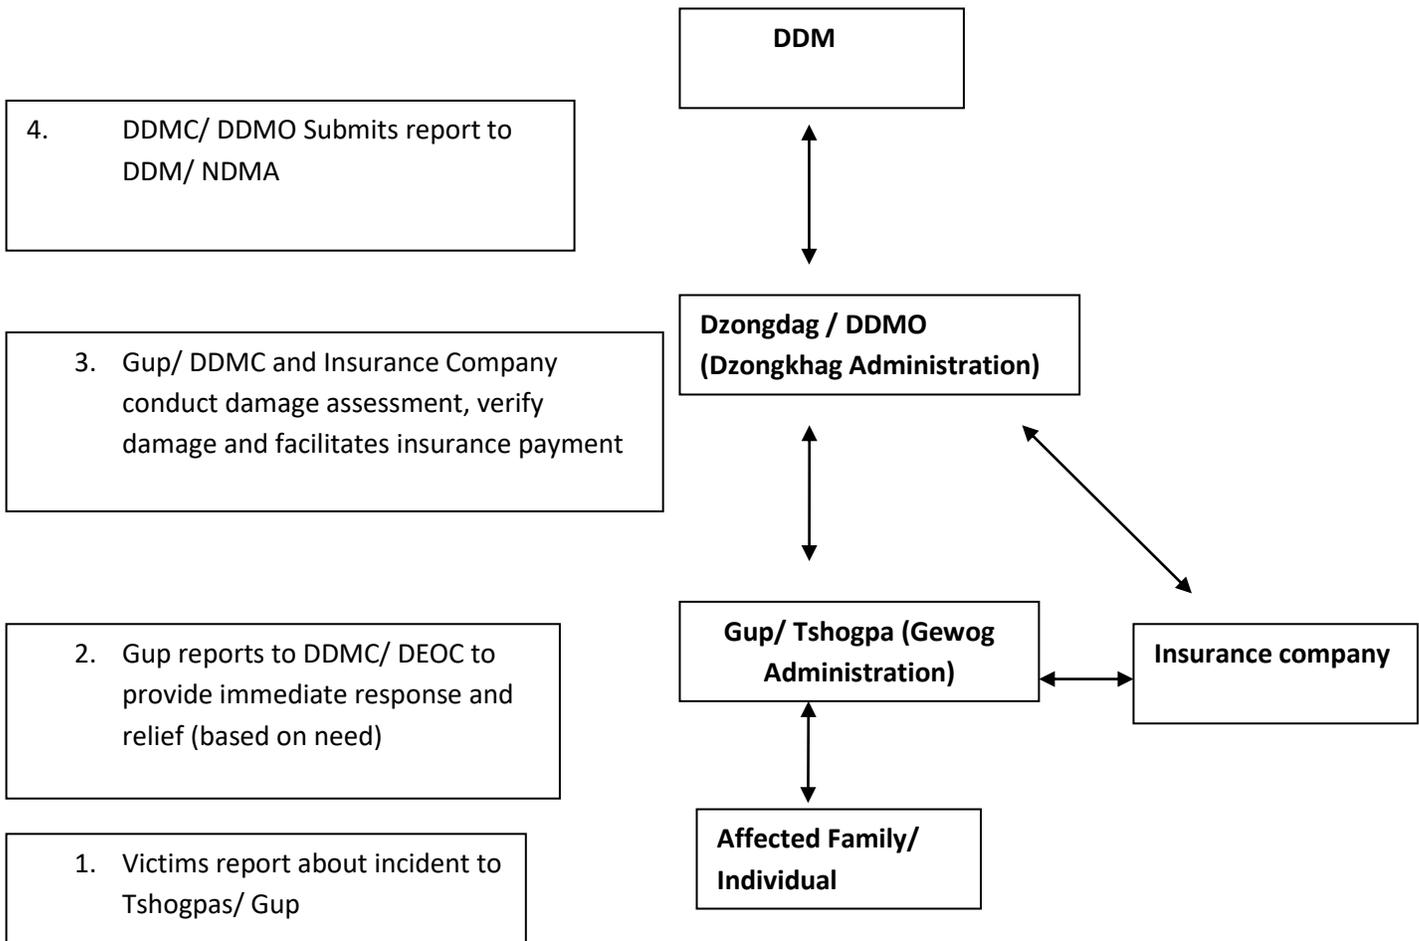 DDM
4. DDMC/ DDMO Submits report to
DDM/ NDMA
Dzongdag / DDMO
(Dzongkhag Administration)
3. Gup/ DDMC and Insurance Company
conduct damage assessment, verify
damage and facilitates insurance payment
Gup/ Tshogpa (Gewog
Administration)
Insurance company
2. Gup reports to DDMC/ DEOC to
provide immediate response and
relief (based on need)
Affected Family/
Individual
1. Victims report about incident to
Tshogpas/ Gup